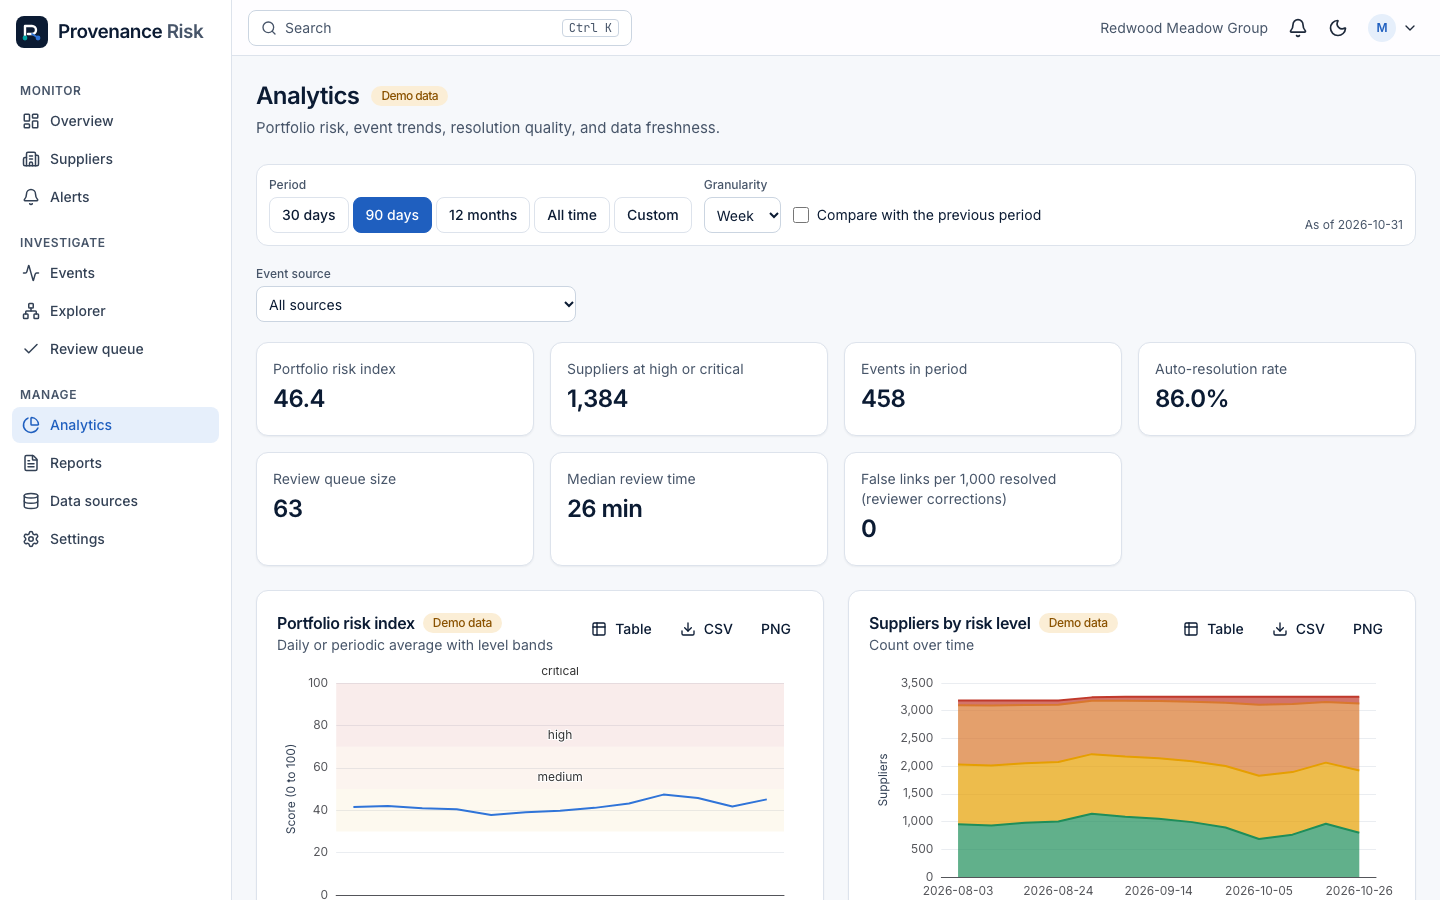 Provenance Risk
Search
Ctrl K
Redwood Meadow Group
M
MONITOR
Overview
Suppliers
Alerts
INVESTIGATE
Events
Explorer
Review queue
MANAGE
Analytics
Reports
Data sources
Settings
Analytics
Demo data
Portfolio risk, event trends, resolution quality, and data freshness.
Period
30 days
90 days
12 months
All time
Custom
Granularity
Week
Compare with the previous period
As of 2026-10-31
Event source
All sources
Portfolio risk index
46.4
Suppliers at high or critical
1,384
Events in period
458
Auto-resolution rate
86.0%
Review queue size
63
Median review time
26 min
False links per 1,000 resolved
(reviewer corrections)
0
Portfolio risk index
Demo data
Daily or periodic average with level bands
Table
CSV
PNG
critical
high
medium
Score (0 to 100)
100
80
60
40
20
0
Suppliers by risk level
Demo data
Count over time
Table
CSV
PNG
Suppliers
3,500
3,000
2,500
2,000
1,500
1,000
500
0
2026-08-03
2026-08-24
2026-09-14
2026-10-05
2026-10-26